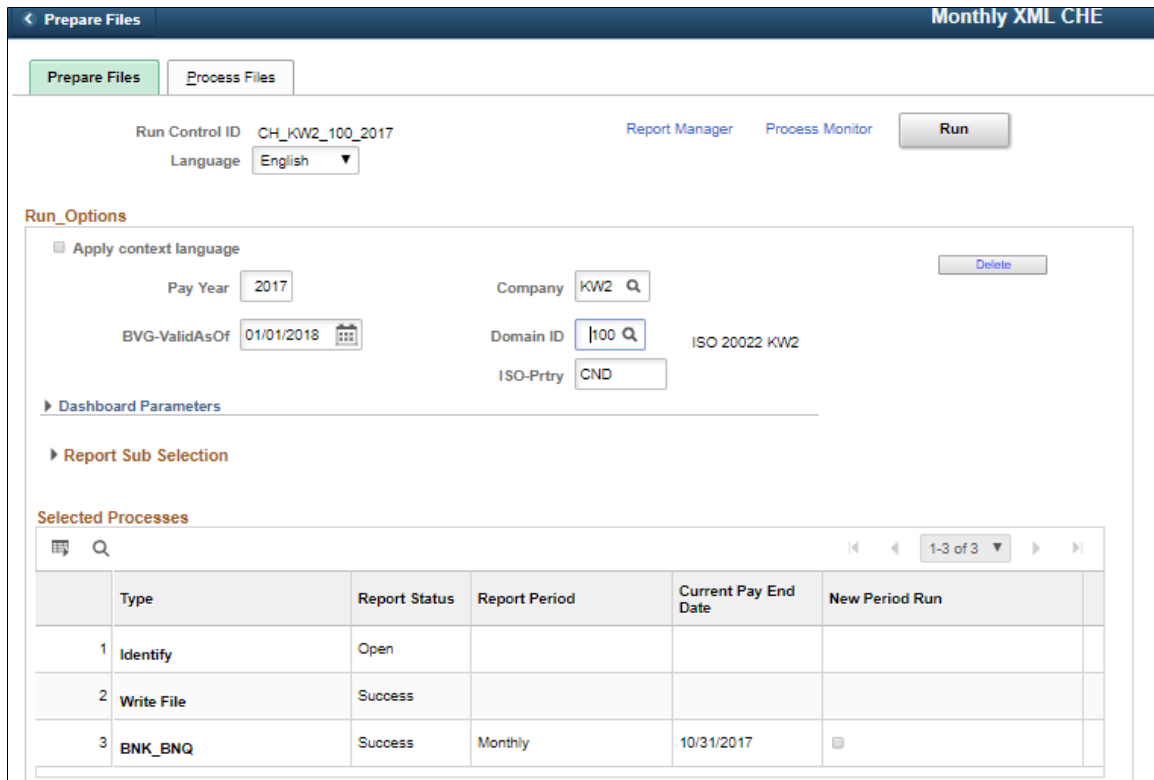 Prepare Files
Monthly XML CHE
Prepare Files
Process Files
Run Control ID CH_KW2_100_2017
Report Manager
Process Monitor
Run
Language English
Run_Options
Apply context language
Delete
Pay Year 2017
Company KW2
BVG-ValidAsOf 01/01/2018
Domain ID 100
ISO 20022 KW2
ISO-Prtry CND
Dashboard Parameters
Report Sub Selection
Selected Processes
1-3 of 3
Type Report Status Report Period Current Pay End Date New Period Run
1 Identify Open
2 Write File Success
3 BNK_BNQ Success Monthly 10/31/2017